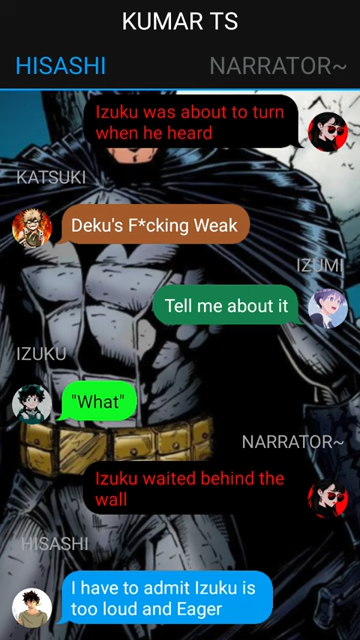 KUMAR TS
HISASHI
NARRATOR~
Izuku was about to turn
when he heard
KATSUKI
Deku's F*cking Weak
IZUMI
Tell me about it
IZUKU
"What"
NARRATOR~
Izuku waited behind the
wall
HISASHI
I have to admit Izuku is
too loud and Eager